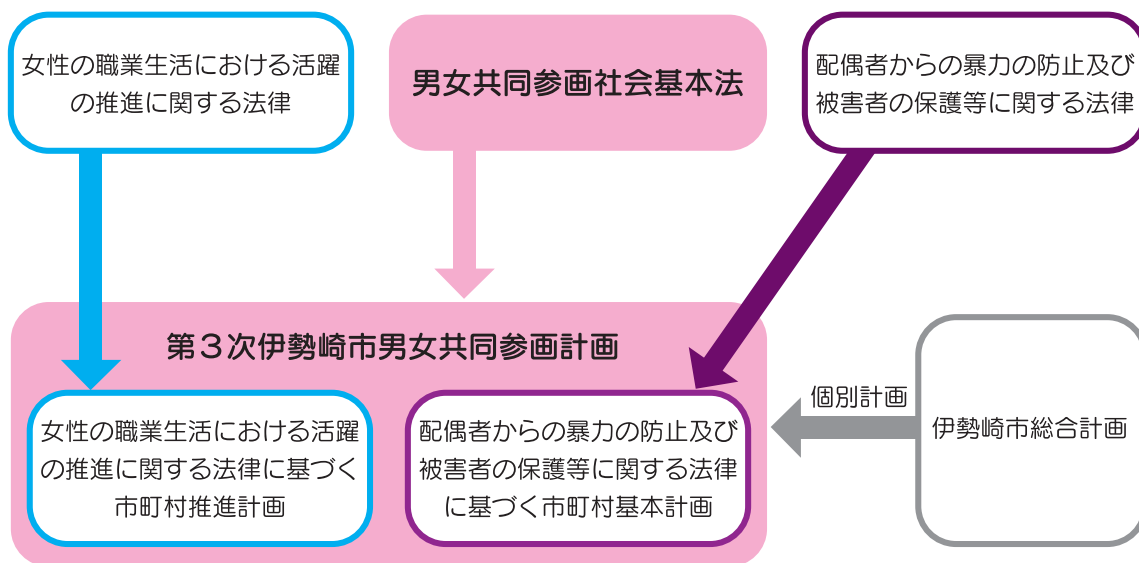 女性の職業生活における活躍
の推進に関する法律
男女共同参画社会基本法
配偶者からの暴力の防止及び
被害者の保護等に関する法律
第３次伊勢崎市男女共同参画計画
女性の職業生活における活躍
の推進に関する法律に基づく
市町村推進計画
配偶者からの暴力の防止及び
被害者の保護等に関する法律
に基づく市町村基本計画
個別計画
伊勢崎市総合計画